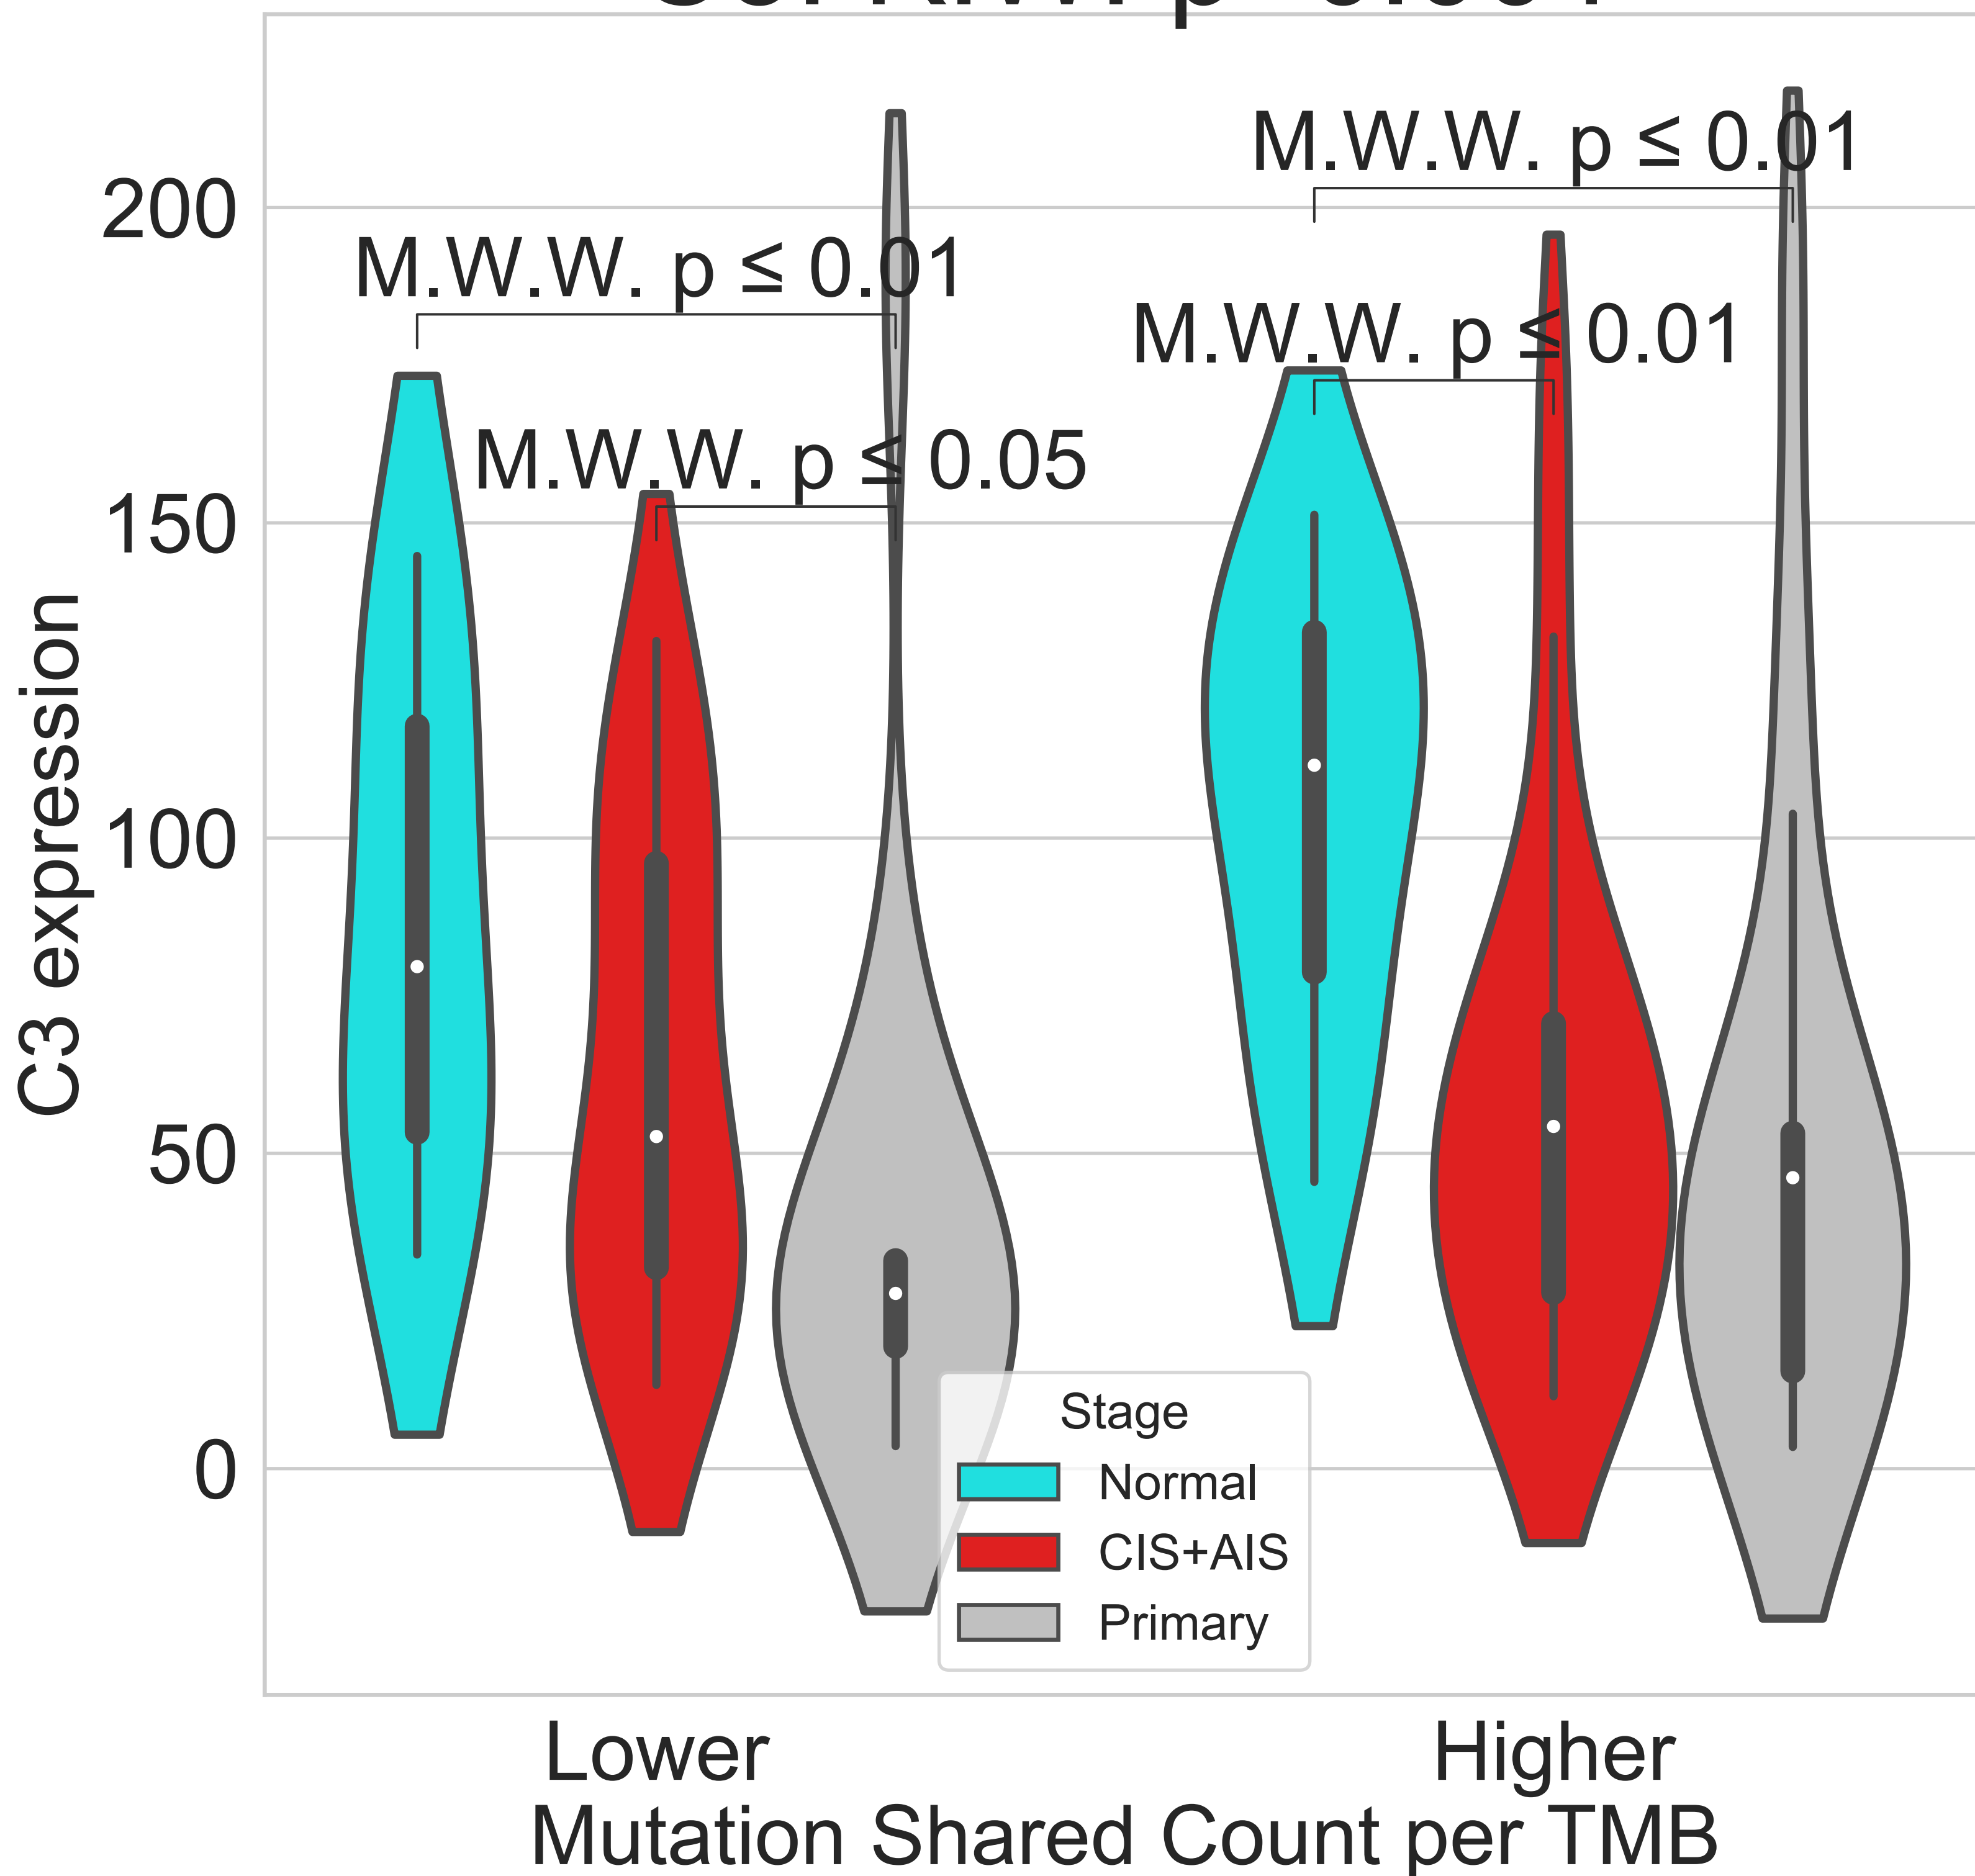 200
150
100
50
0
C3 expression
M.W.W. p ≤ 0.01
M.W.W. p ≤ 0.05
M.W.W. p ≤ 0.01
M.W.W. p ≤ 0.01
Stage
Normal
CIS+AIS
Primary
Lower
Higher
Mutation Shared Count per TMB